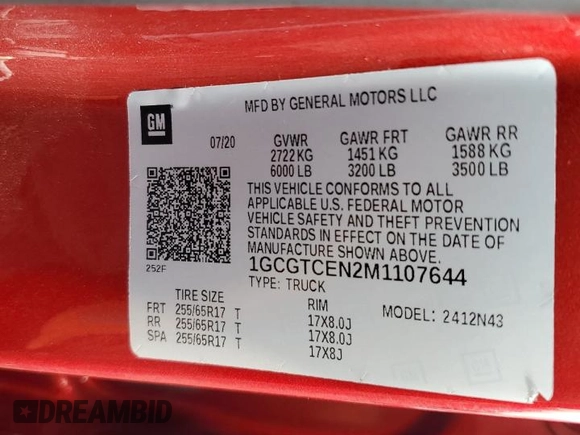 MFD BY GENERAL MOTORS LLC
GM
07/20 GVWR GAWR FRT GAWR RR
2722 KG 1451 KG 1588 KG
6000 LB 3200 LB 3500 LB
THIS VEHICLE CONFORMS TO ALL
APPLICABLE U.S. FEDERAL MOTOR
VEHICLE SAFETY AND THEFT PREVENTION
STANDARDS IN EFFECT ON THE DATE OF
MANUFACTURE SHOWN ABOVE.
252F
1GCGTCEN2M1107644
TYPE: TRUCK
TIRE SIZE RIM MODEL: 2412N43
FRT 255/65R17 T 17X8.0J
RR 255/65R17 T 17X8.0J
SPA 255/65R17 T 17X8J
DREAMBID